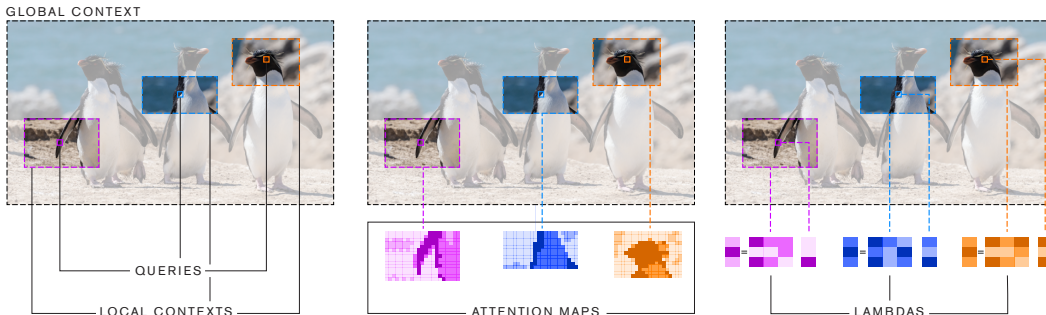 GLOBAL CONTEXT
QUERIES
LOCAL CONTEXTS
ATTENTION MAPS
LAMBDAS
=
=
=